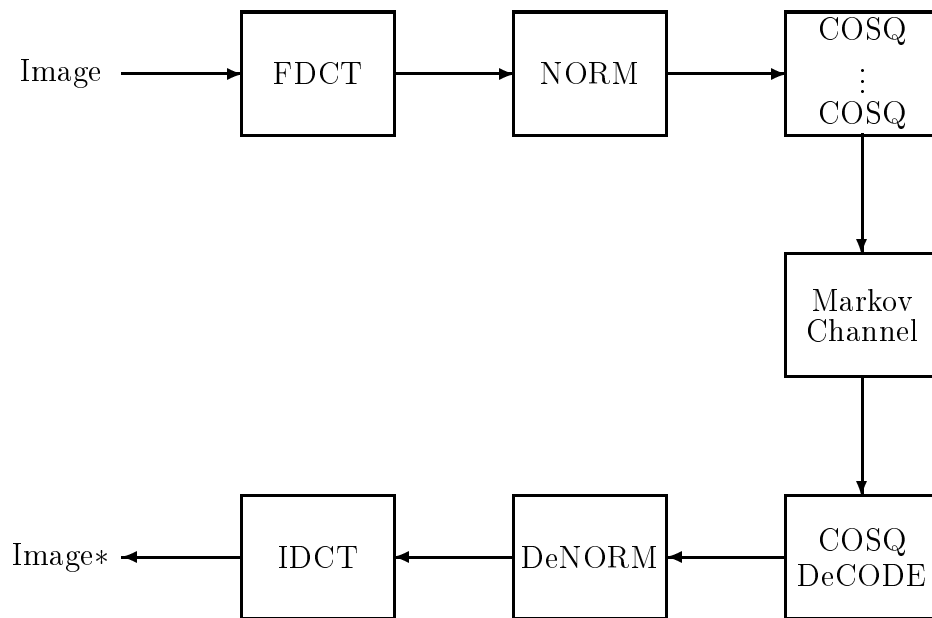 Image
FDCT
NORM
COSQ
⋮
COSQ
Markov
Channel
Image*
IDCT
DeNORM
COSQ
DeCODE